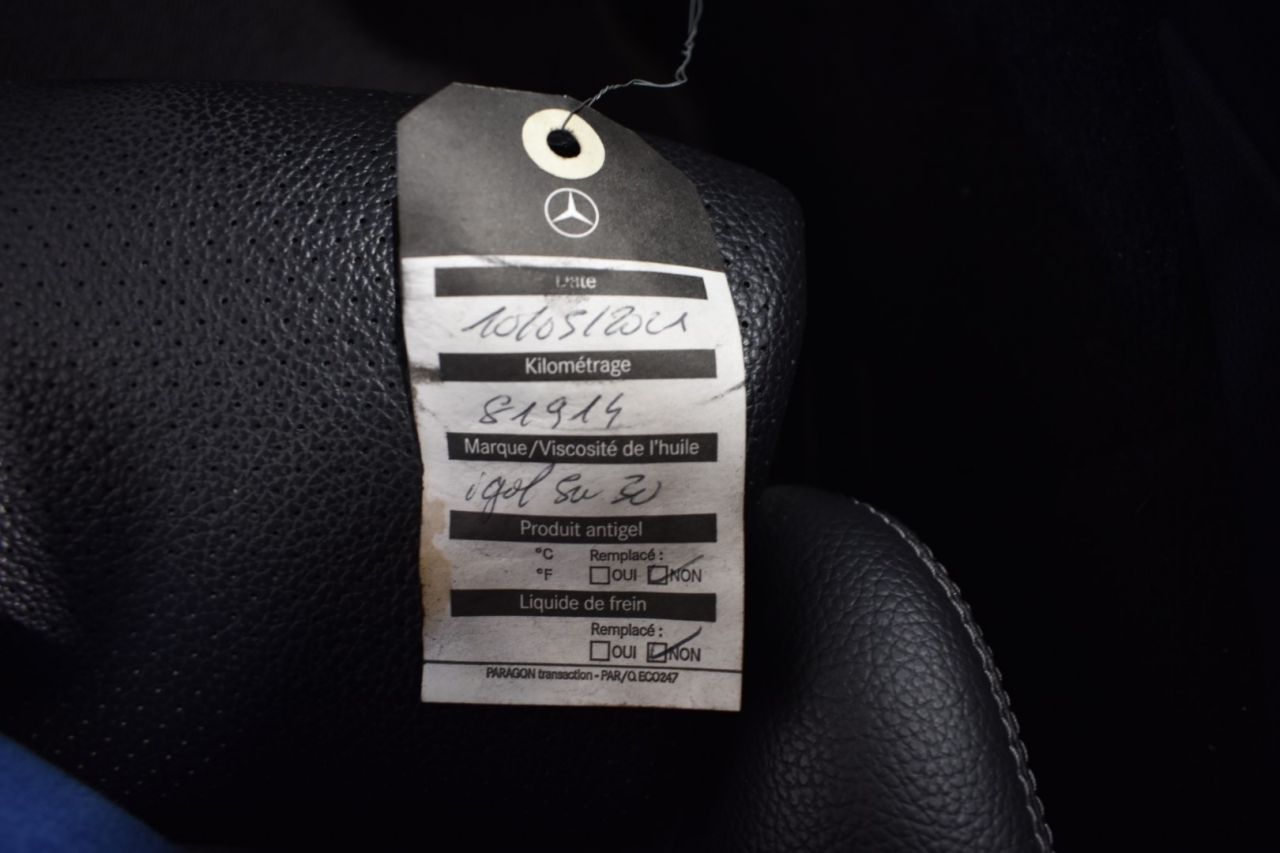 Date
10/05/2021
Kilométrage
81914
Marque/Viscosité de l'huile
igol 5w 30
Produit antigel
°C Remplacé :
°F OUI NON
Liquide de frein
Remplacé :
OUI NON
PARAGON transaction - PAR/Q.ECO247